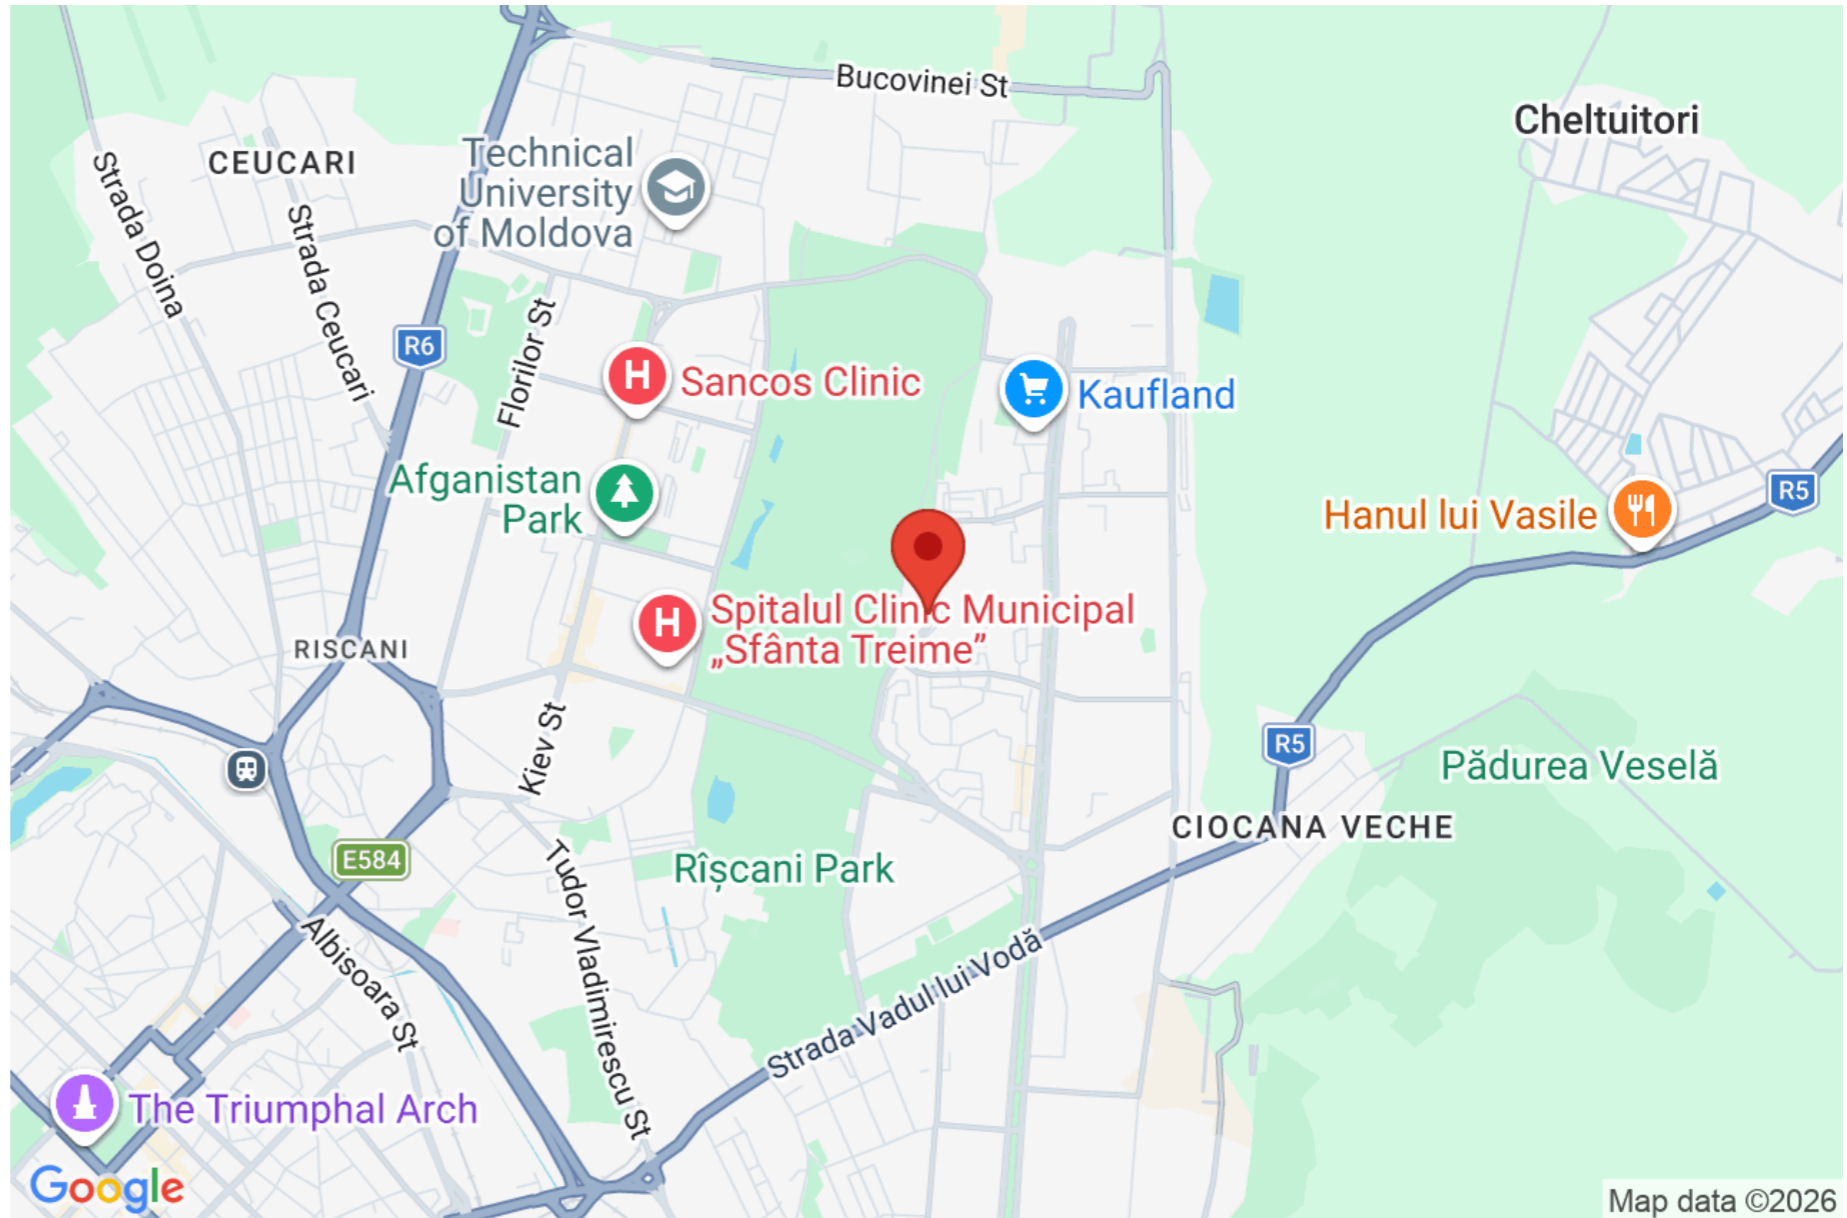 Bucovinei St
Cheltuitori
CEUCARI
Technical
University
of Moldova
Strada Doina
Strada Ceucari
R6
Florilor St
H
Sancos Clinic
Kaufland
Afganistan
Park
R5
Hanul lui Vasile
H
Spitalul Clinic Municipal
„Sfânta Treime”
RISCANI
Kiev St
R5
Pădurea Veselă
CIOCANA VECHE
E584
Rîșcani Park
Tudor Vladimirescu St
Albisoara St
Strada Vadul lui Vodă
The Triumphal Arch
Google
Map data ©2026